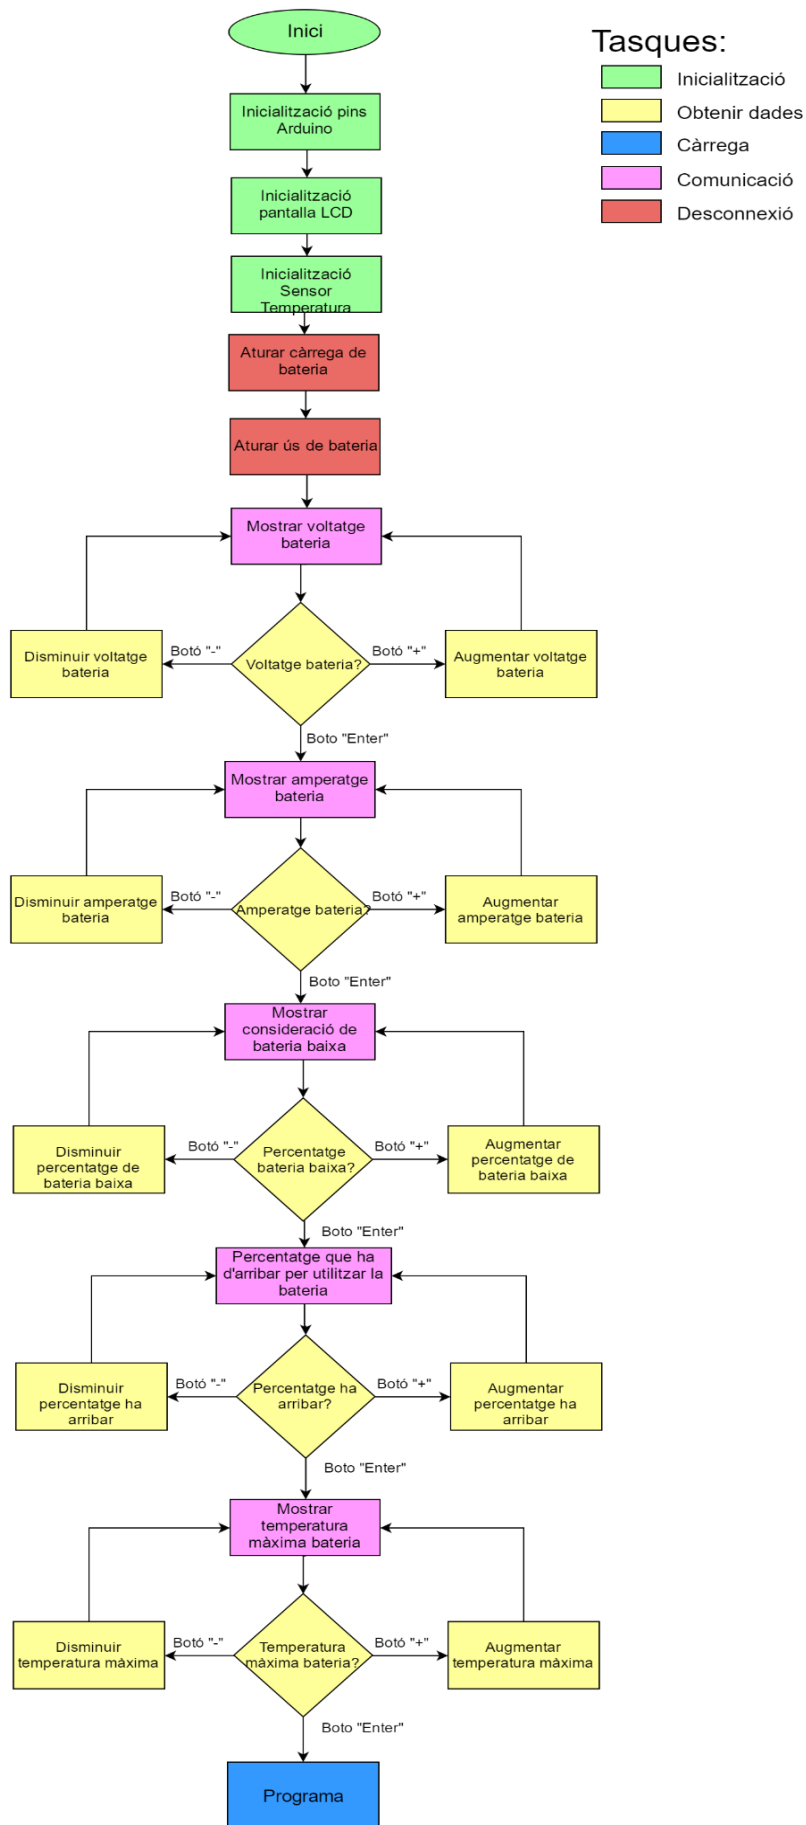 Inici
Tasques:
Inicialització
Obtenir dades
Càrrega
Comunicació
Desconnexió
Inicialització pins
Arduino
Inicialització
pantalla LCD
Inicialització
Sensor
Temperatura
Aturar càrrega de
bateria
Aturar ús de bateria
Mostrar voltatge
bateria
Disminuir voltatge
bateria
Botó "-"
Voltatge bateria?
Botó "+"
Augmentar voltatge
bateria
Boto "Enter"
Mostrar amperatge
bateria
Disminuir amperatge
bateria
Botó "-"
Amperatge bateria?
Botó "+"
Augmentar
amperatge bateria
Boto "Enter"
Mostrar
consideració de
bateria baixa
Disminuir
percentatge de
bateria baixa
Botó "-"
Percentatge
bateria baixa?
Botó "+"
Augmentar
percentatge de
bateria baixa
Boto "Enter"
Percentatge que ha
d'arribar per utilitzar la
bateria
Disminuir
percentatge ha
arribar
Botó "-"
Percentatge ha
arribar?
Botó "+"
Augmentar
percentatge ha
arribar
Boto "Enter"
Mostrar
temperatura
màxima bateria
Disminuir
temperatura màxima
Botó "-"
Temperatura
màxima bateria?
Botó "+"
Augmentar
temperatura màxima
Boto "Enter"
Programa